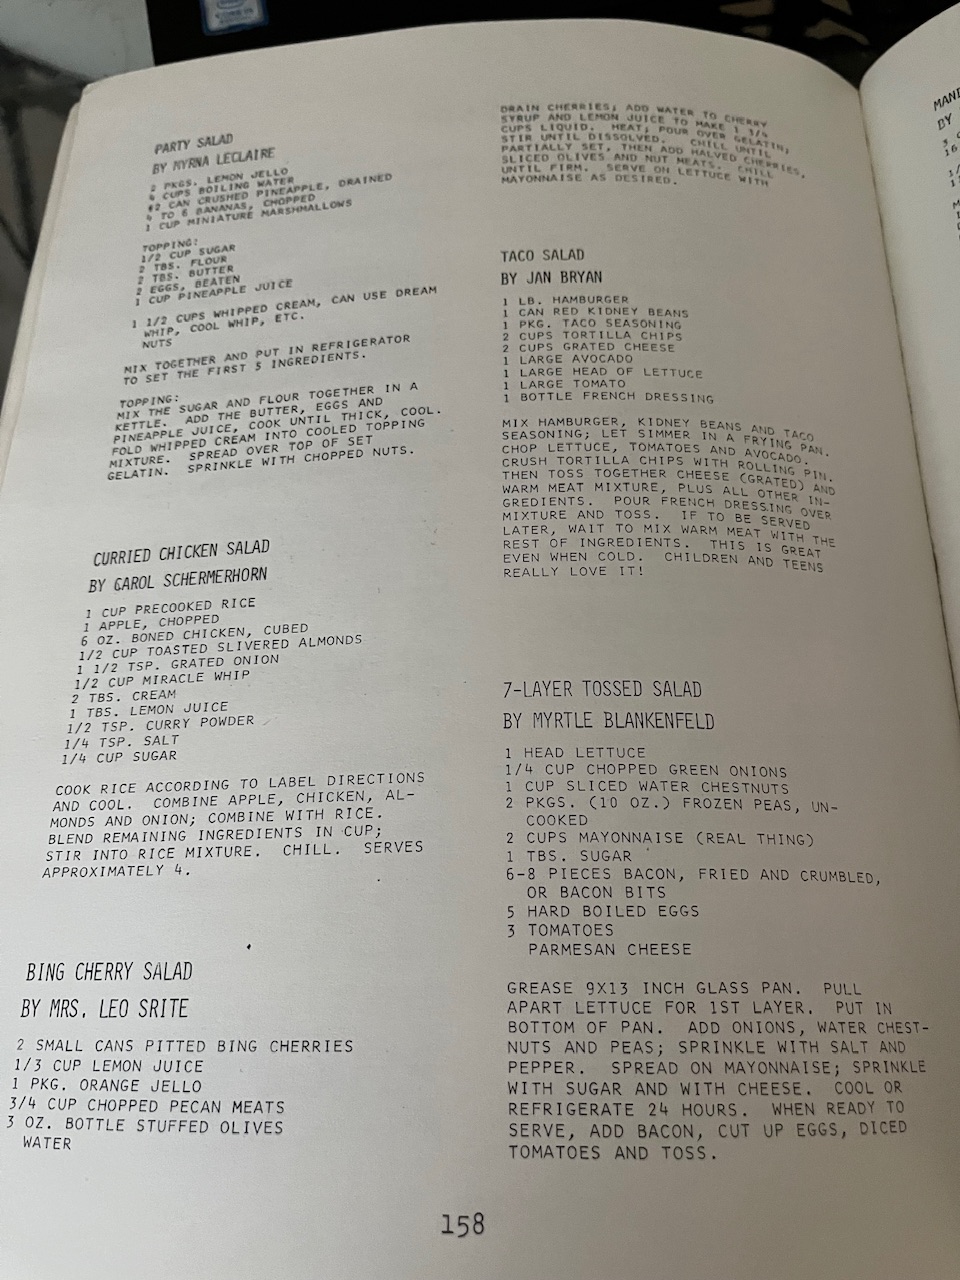 PARTY SALAD
BY MYRNA LECLAIRE
2 PKGS. LEMON JELLO
4 CUPS BOILING WATER
#2 CAN CRUSHED PINEAPPLE, DRAINED
4 TO 6 BANANAS, CHOPPED
1 CUP MINIATURE MARSHMALLOWS
TOPPING:
1/2 CUP SUGAR
2 TBS. FLOUR
2 TBS. BUTTER
2 EGGS, BEATEN
1 CUP PINEAPPLE JUICE
1 1/2 CUPS WHIPPED CREAM, CAN USE DREAM
WHIP, COOL WHIP, ETC.
NUTS
MIX TOGETHER AND PUT IN REFRIGERATOR
TO SET THE FIRST 5 INGREDIENTS.
TOPPING:
MIX THE SUGAR AND FLOUR TOGETHER IN A
KETTLE. ADD THE BUTTER, EGGS AND
PINEAPPLE JUICE, COOK UNTIL THICK, COOL.
FOLD WHIPPED CREAM INTO COOLED TOPPING
MIXTURE. SPREAD OVER TOP OF SET
GELATIN. SPRINKLE WITH CHOPPED NUTS.
CURRIED CHICKEN SALAD
BY CAROL SCHERMERHORN
1 CUP PRECOOKED RICE
1 APPLE, CHOPPED
6 OZ. BONED CHICKEN, CUBED
1/2 CUP TOASTED SLIVERED ALMONDS
1 1/2 TSP. GRATED ONION
1/2 CUP MIRACLE WHIP
2 TBS. CREAM
1 TBS. LEMON JUICE
1/2 TSP. CURRY POWDER
1/4 TSP. SALT
1/4 CUP SUGAR
COOK RICE ACCORDING TO LABEL DIRECTIONS
AND COOL. COMBINE APPLE, CHICKEN, AL-
MONDS AND ONION; COMBINE WITH RICE.
BLEND REMAINING INGREDIENTS IN CUP;
STIR INTO RICE MIXTURE. CHILL. SERVES
APPROXIMATELY 4.
BING CHERRY SALAD
BY MRS. LEO SRITE
2 SMALL CANS PITTED BING CHERRIES
1/3 CUP LEMON JUICE
1 PKG. ORANGE JELLO
3/4 CUP CHOPPED PECAN MEATS
3 OZ. BOTTLE STUFFED OLIVES
WATER
DRAIN CHERRIES; ADD WATER TO CHERRY
SYRUP AND LEMON JUICE TO MAKE 1 3/4
CUPS LIQUID. HEAT; POUR OVER GELATIN;
STIR UNTIL DISSOLVED. CHILL UNTIL
PARTIALLY SET, THEN ADD HALVED CHERRIES,
SLICED OLIVES AND NUT MEATS. CHILL
UNTIL FIRM. SERVE ON LETTUCE WITH
MAYONNAISE AS DESIRED.
TACO SALAD
BY JAN BRYAN
1 LB. HAMBURGER
1 CAN RED KIDNEY BEANS
1 PKG. TACO SEASONING
2 CUPS TORTILLA CHIPS
2 CUPS GRATED CHEESE
1 LARGE AVOCADO
1 LARGE HEAD OF LETTUCE
1 LARGE TOMATO
1 BOTTLE FRENCH DRESSING
MIX HAMBURGER, KIDNEY BEANS AND TACO
SEASONING; LET SIMMER IN A FRYING PAN.
CHOP LETTUCE, TOMATOES AND AVOCADO.
CRUSH TORTILLA CHIPS WITH ROLLING PIN.
THEN TOSS TOGETHER CHEESE (GRATED) AND
WARM MEAT MIXTURE, PLUS ALL OTHER IN-
GREDIENTS. POUR FRENCH DRESSING OVER
MIXTURE AND TOSS. IF TO BE SERVED
LATER, WAIT TO MIX WARM MEAT WITH THE
REST OF INGREDIENTS. THIS IS GREAT
EVEN WHEN COLD. CHILDREN AND TEENS
REALLY LOVE IT!
7-LAYER TOSSED SALAD
BY MYRTLE BLANKENFELD
1 HEAD LETTUCE
1/4 CUP CHOPPED GREEN ONIONS
1 CUP SLICED WATER CHESTNUTS
2 PKGS. (10 OZ.) FROZEN PEAS, UN-
COOKED
2 CUPS MAYONNAISE (REAL THING)
1 TBS. SUGAR
6-8 PIECES BACON, FRIED AND CRUMBLED,
OR BACON BITS
5 HARD BOILED EGGS
3 TOMATOES
PARMESAN CHEESE
GREASE 9X13 INCH GLASS PAN. PULL
APART LETTUCE FOR 1ST LAYER. PUT IN
BOTTOM OF PAN. ADD ONIONS, WATER CHEST-
NUTS AND PEAS; SPRINKLE WITH SALT AND
PEPPER. SPREAD ON MAYONNAISE; SPRINKLE
WITH SUGAR AND WITH CHEESE. COOL OR
REFRIGERATE 24 HOURS. WHEN READY TO
SERVE, ADD BACON, CUT UP EGGS, DICED
TOMATOES AND TOSS.
158
BY